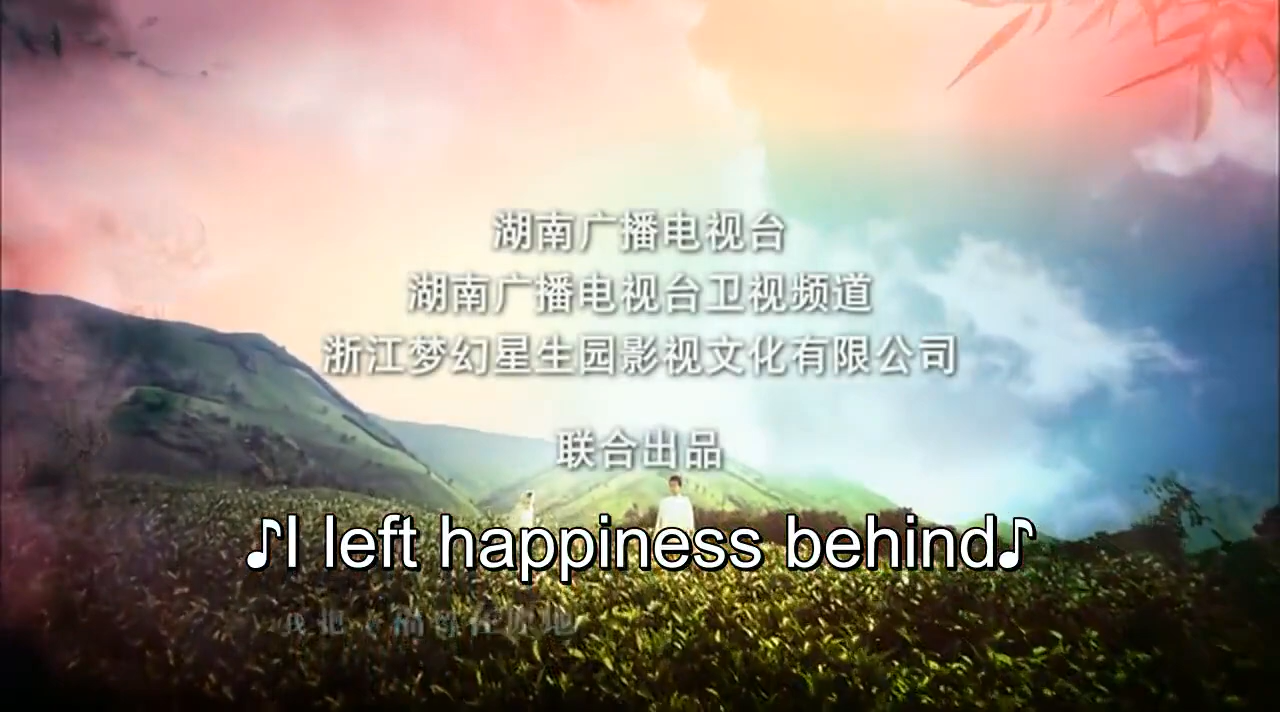 湖南广播电视台
湖南广播电视台卫视频道
浙江梦幻星生园影视文化有限公司
联合出品
♪I left happiness behind♪